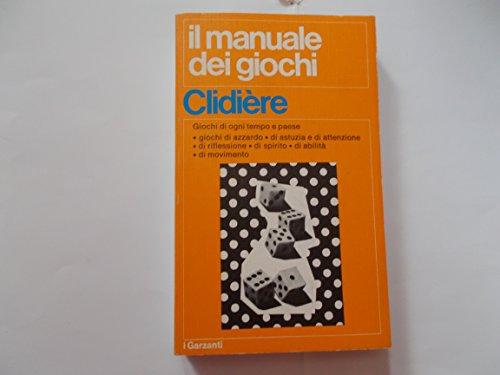 il manuale
dei giochi
Clidière
Giochi di ogni tempo e paese
• giochi di azzardo • di astuzia e di attenzione
• di riflessione • di spirito • di abilità
• di movimento
i Garzanti